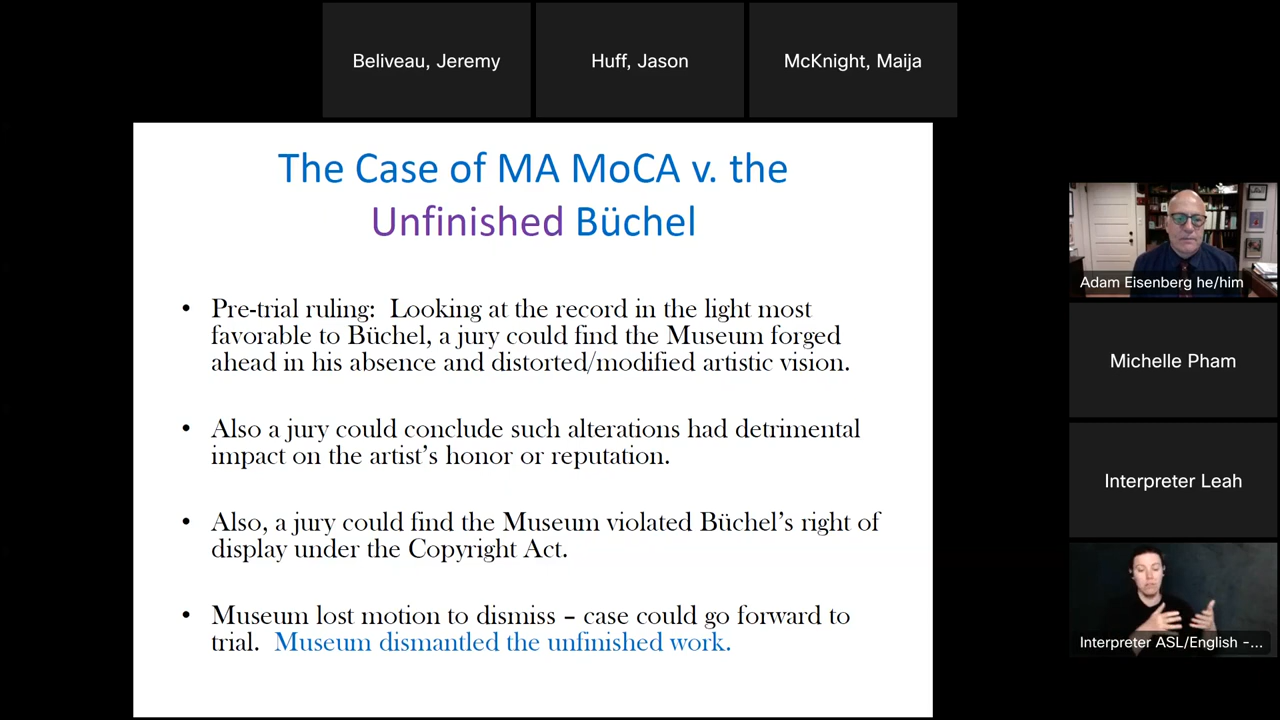 Beliveau, Jeremy
Huff, Jason
McKnight, Maija
The Case of MA MoCA v. the
Unfinished Büchel
• Pre-trial ruling:  Looking at the record in the light most
favorable to Büchel, a jury could find the Museum forged
ahead in his absence and distorted/modified artistic vision.
• Also a jury could conclude such alterations had detrimental
impact on the artist’s honor or reputation.
• Also, a jury could find the Museum violated Büchel’s right of
display under the Copyright Act.
• Museum lost motion to dismiss – case could go forward to
trial.  Museum dismantled the unfinished work.
Adam Eisenberg he/him
Michelle Pham
Interpreter Leah
Interpreter ASL/English -...